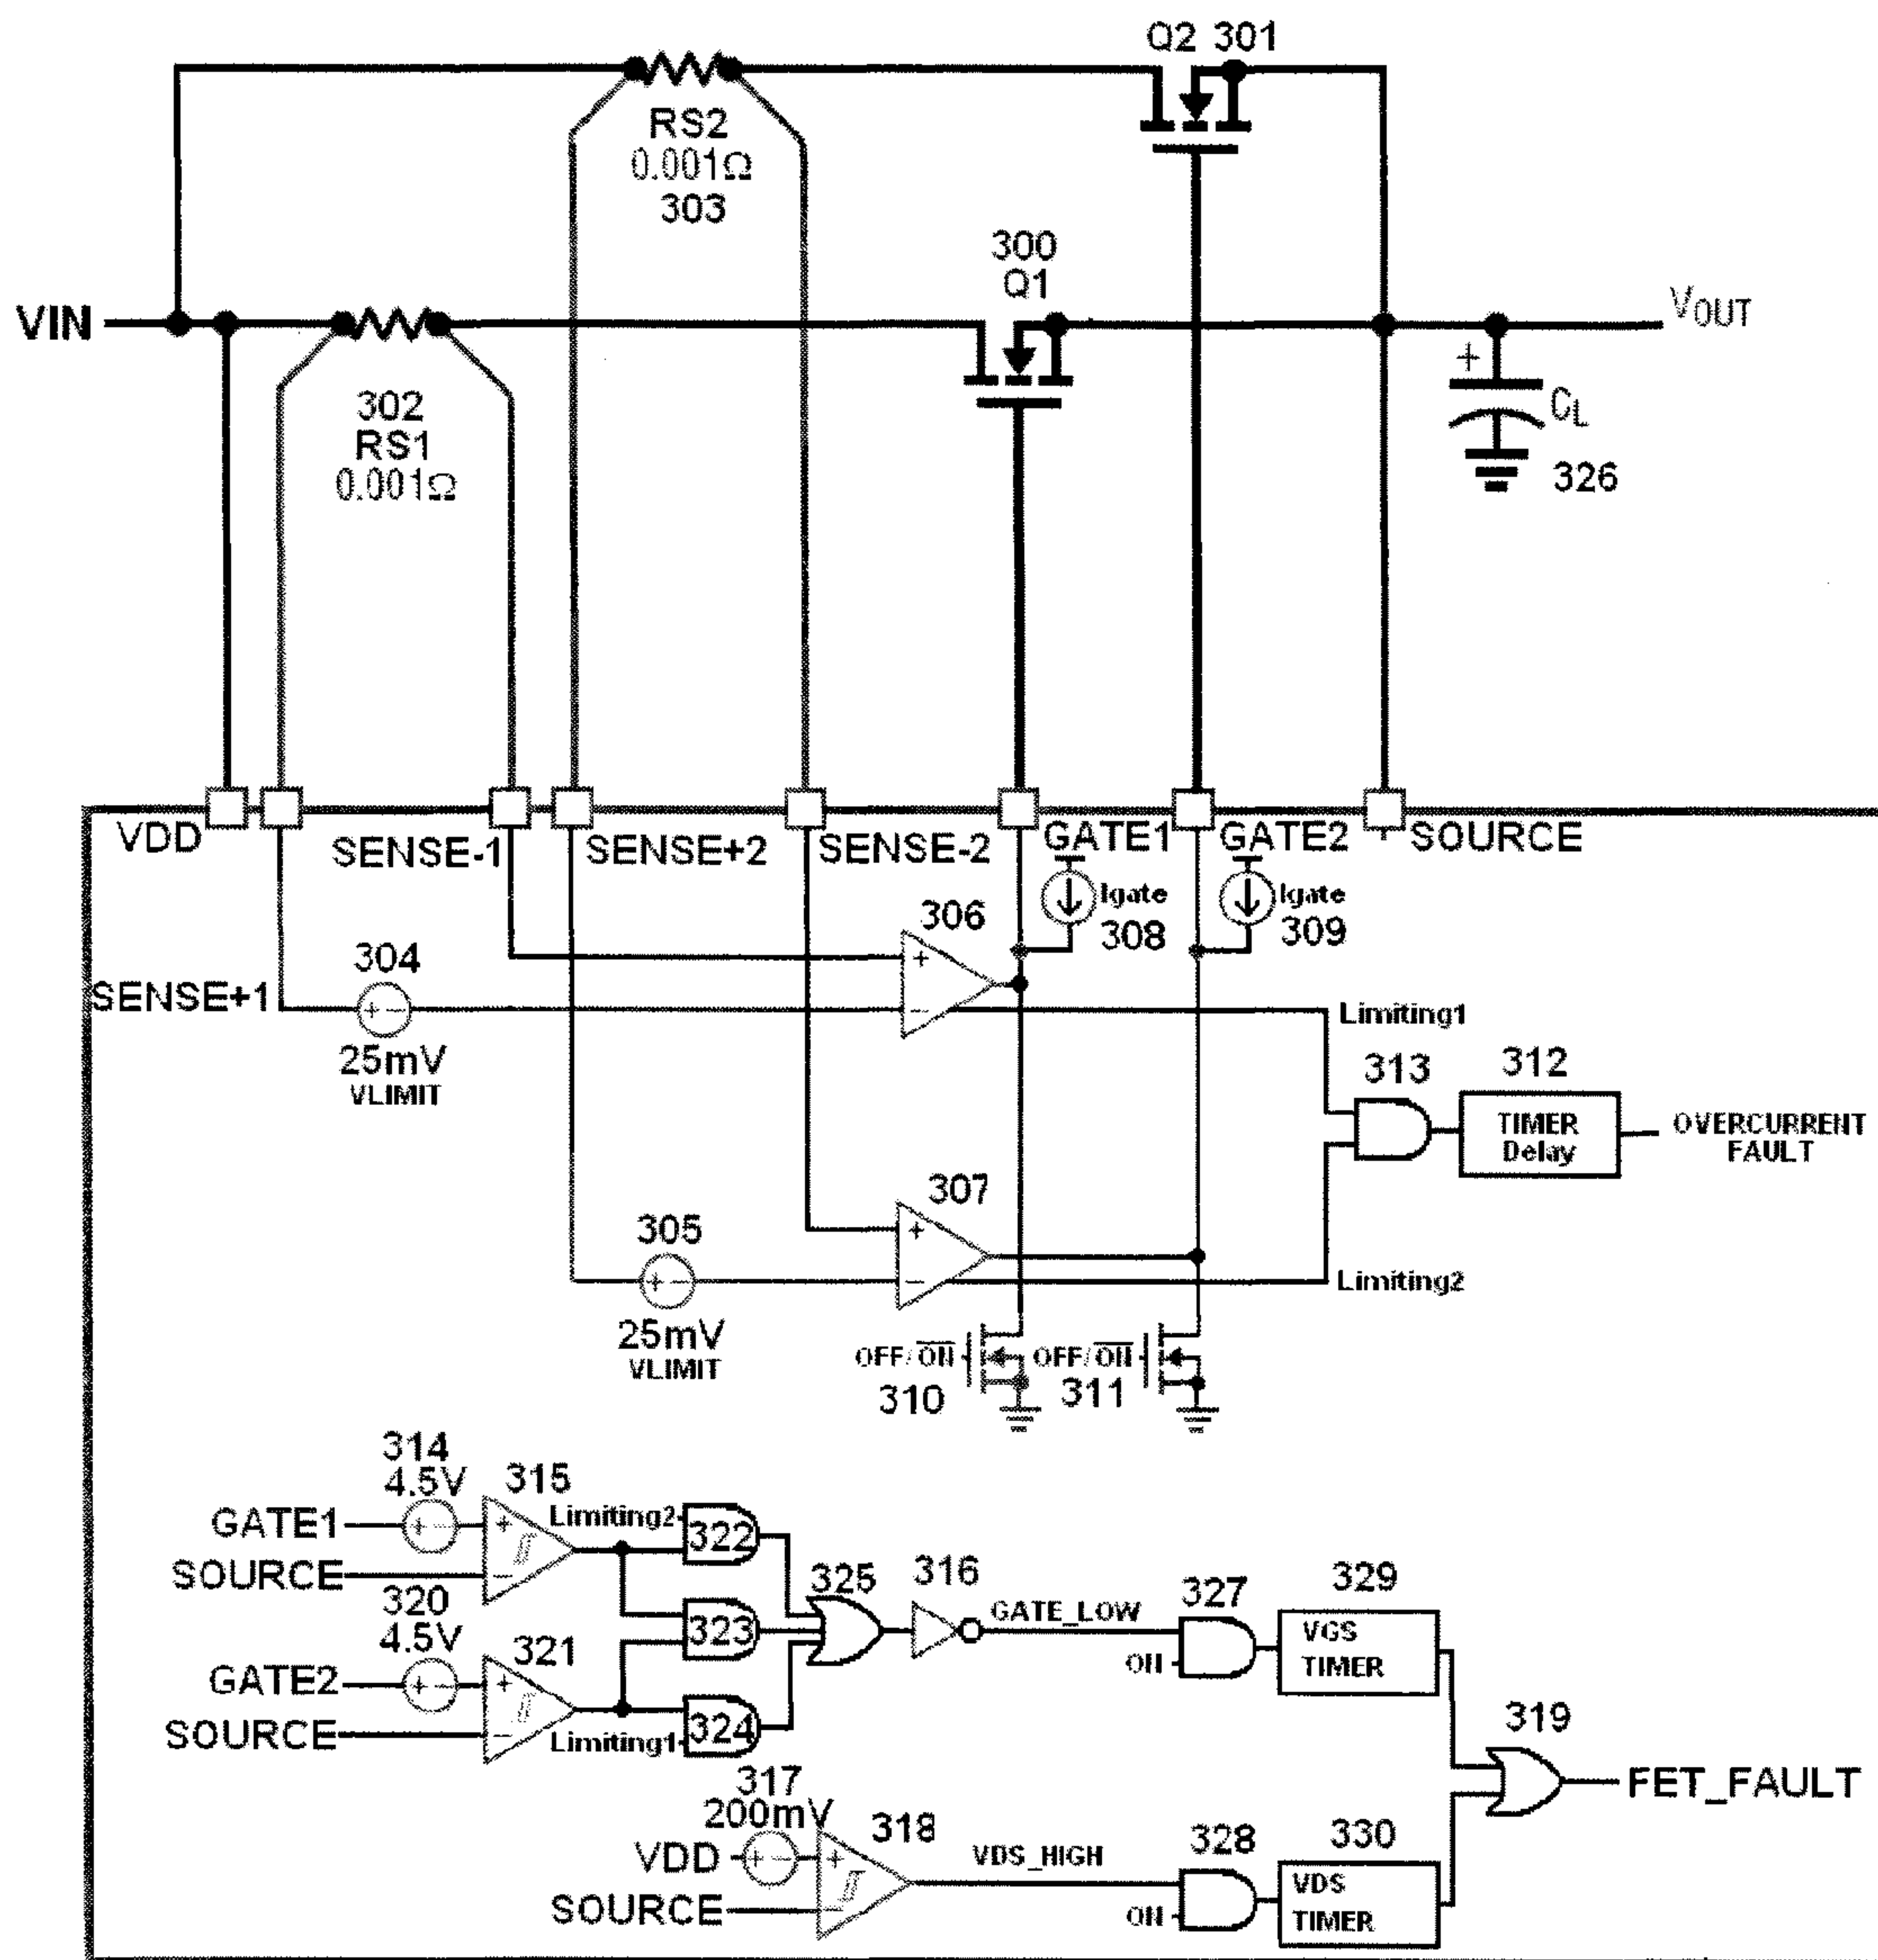 Q2 301
RS2
0.001Ω
303
300
Q1
VIN
VOUT
302
RS1
0.001Ω
+
CL
326
VDD
SENSE-1
SENSE+2
SENSE-2
GATE1
GATE2
SOURCE
Igate
308
Igate
309
306
+
−
304
SENSE+1
+ −
25mV
VLIMIT
Limiting1
313
312
TIMER
Delay
OVERCURRENT
FAULT
307
+
−
305
+ −
25mV
VLIMIT
Limiting2
OFF/ON
310
OFF/ON
311
314
4.5V
315
GATE1
+ −
+
SOURCE
−
Limiting2
322
320
4.5V
321
GATE2
+ −
+
SOURCE
−
323
Limiting1
324
325
316
GATE_LOW
327
ON
329
VGS
TIMER
319
FET_FAULT
317
200mV
VDD
+ −
+
318
SOURCE
−
VDS_HIGH
328
ON
330
VDS
TIMER